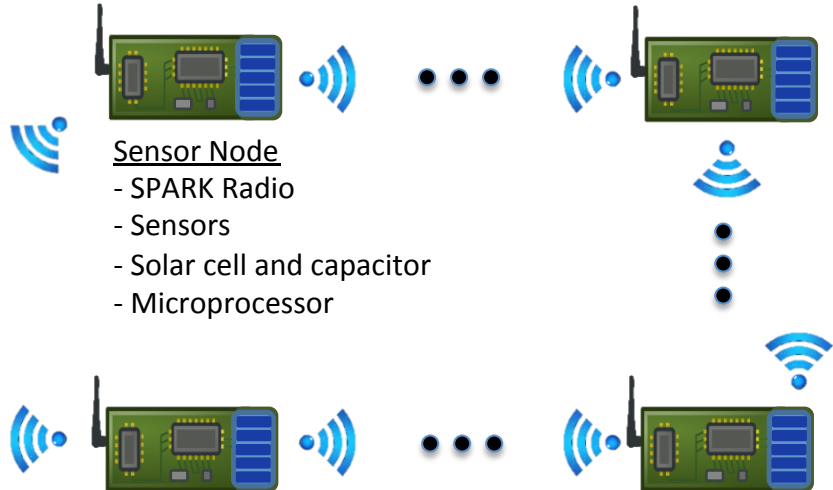 Sensor Node
- SPARK Radio
- Sensors
- Solar cell and capacitor
- Microprocessor